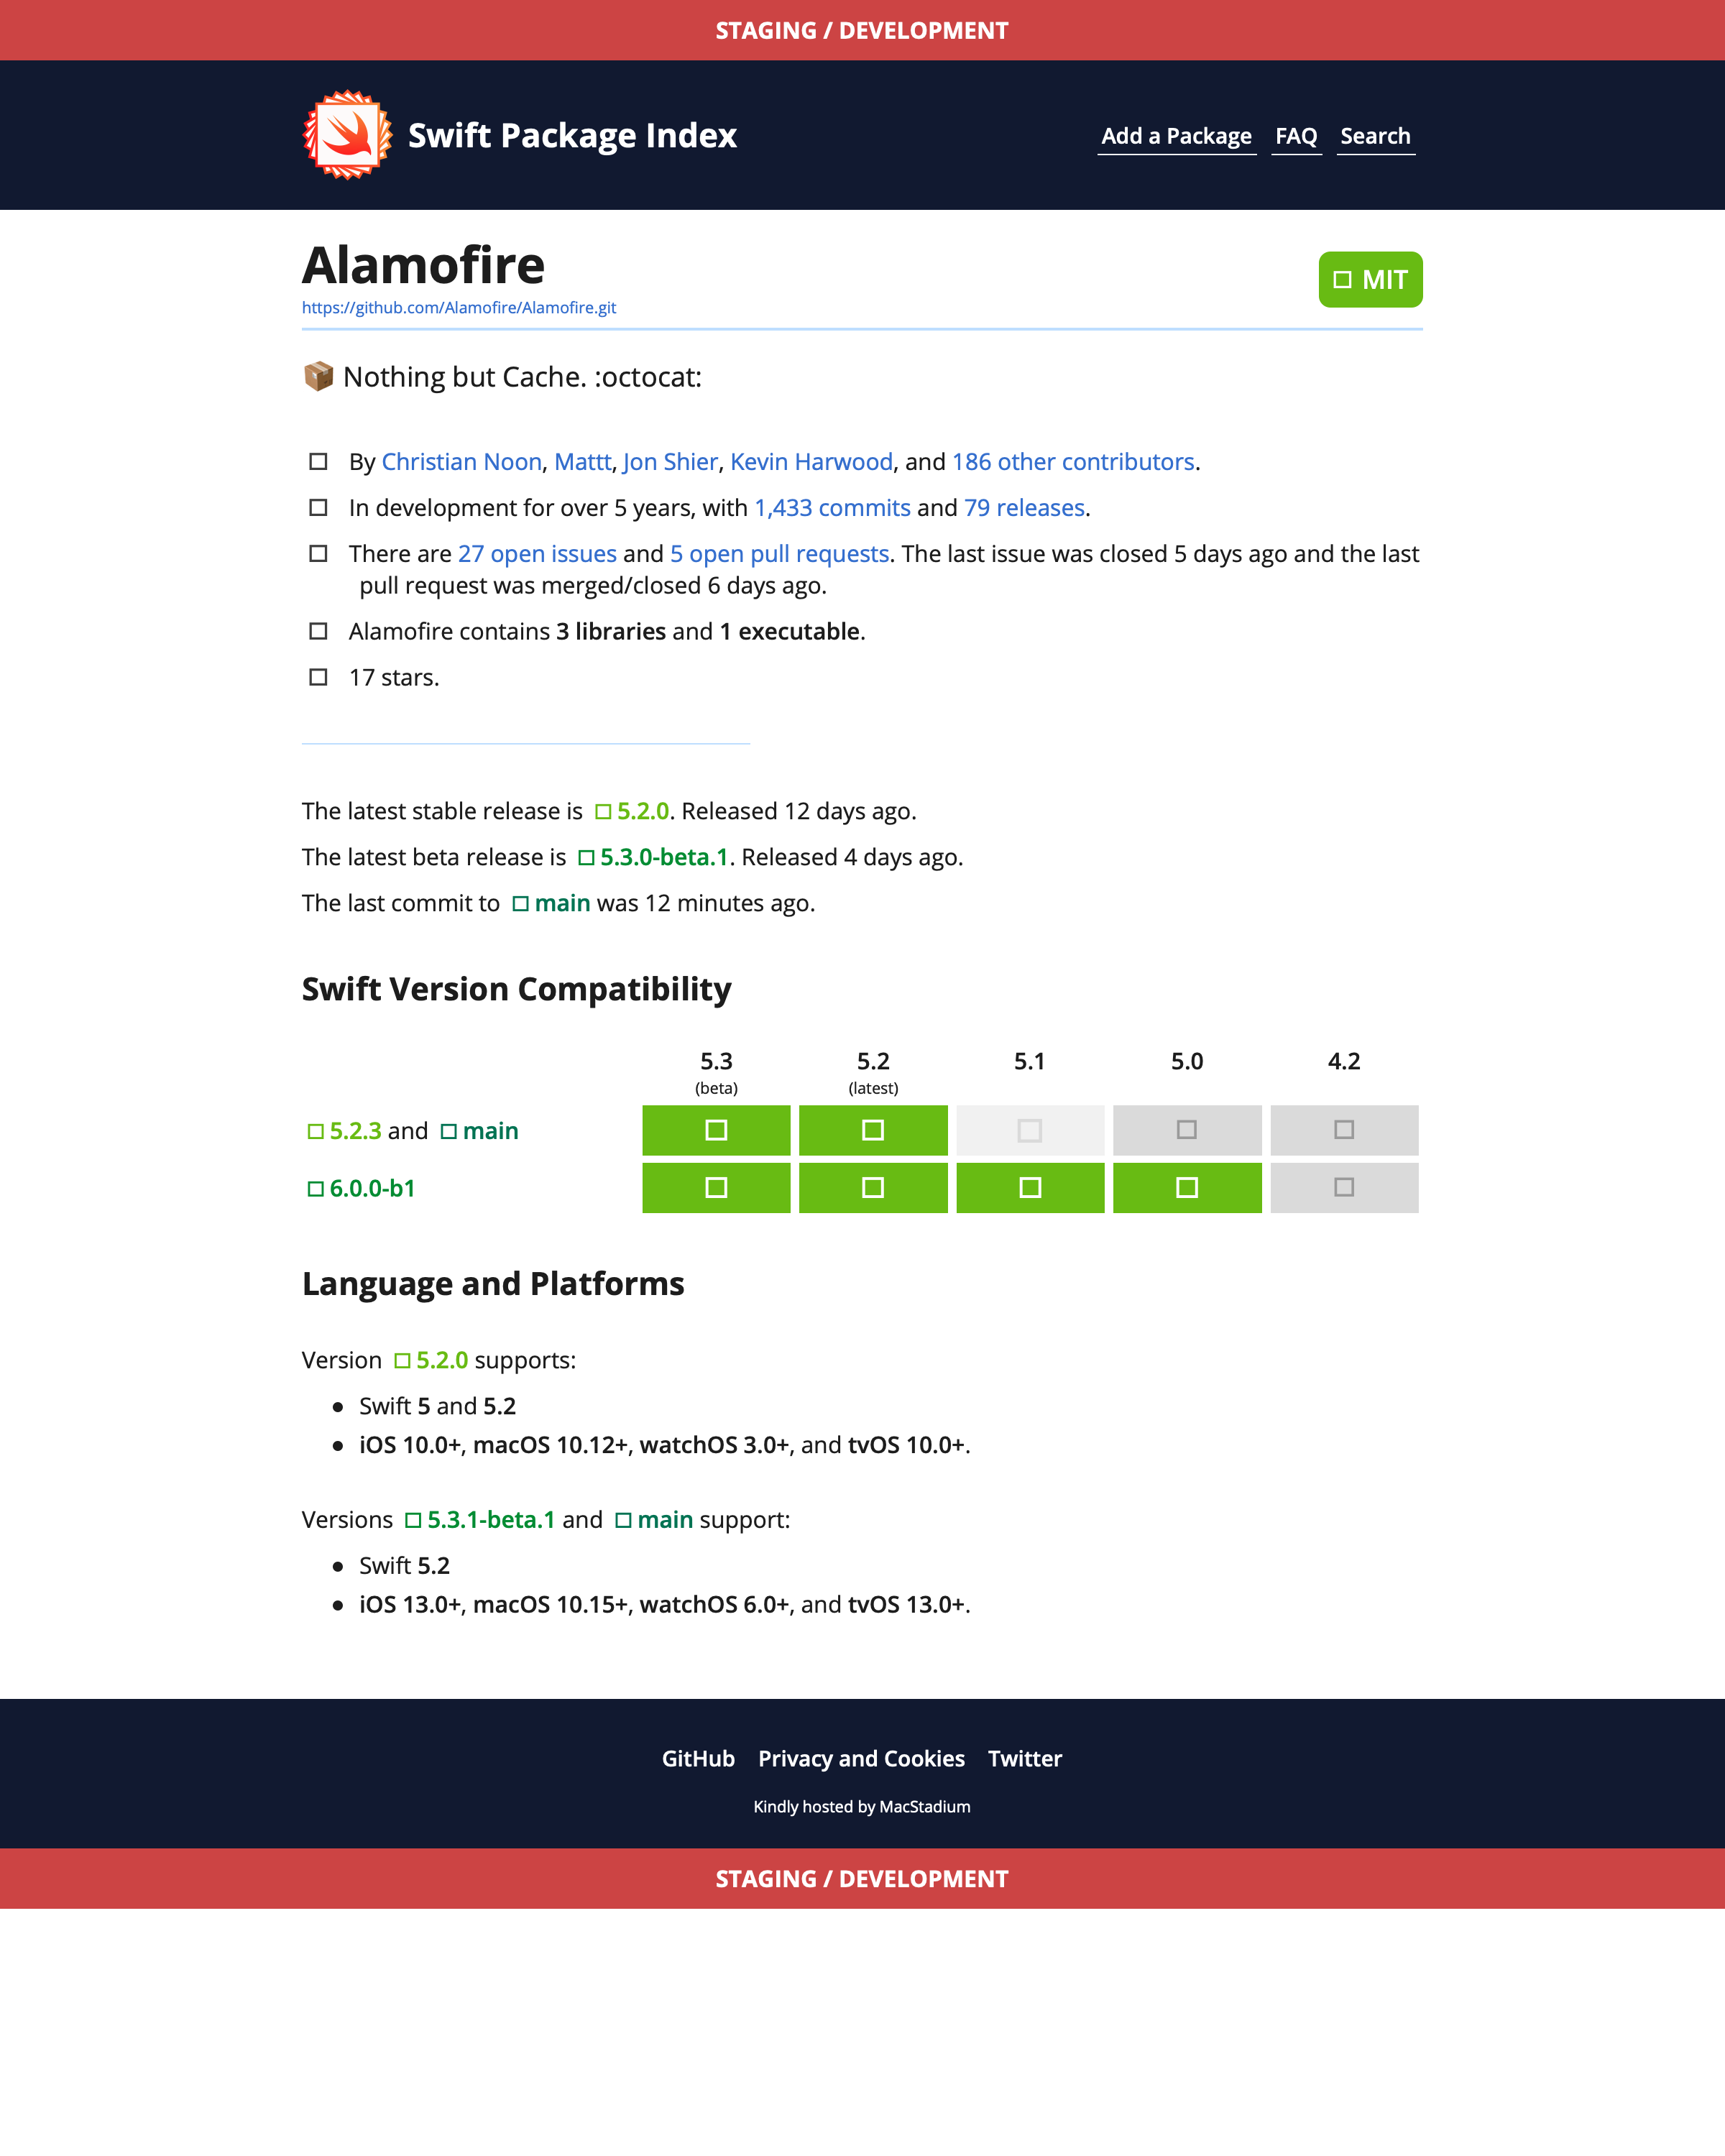 STAGING / DEVELOPMENT
Swift Package Index
Add a Package FAQ Search
Alamofire
MIT
https://github.com/Alamofire/Alamofire.git
📦 Nothing but Cache. :octocat:
By Christian Noon, Mattt, Jon Shier, Kevin Harwood, and 186 other contributors.
In development for over 5 years, with 1,433 commits and 79 releases.
There are 27 open issues and 5 open pull requests. The last issue was closed 5 days ago and the last
pull request was merged/closed 6 days ago.
Alamofire contains 3 libraries and 1 executable.
17 stars.
The latest stable release is 5.2.0. Released 12 days ago.
The latest beta release is 5.3.0-beta.1. Released 4 days ago.
The last commit to main was 12 minutes ago.
Swift Version Compatibility
5.3 5.2 5.1 5.0 4.2
(beta) (latest)
5.2.3 and main
6.0.0-b1
Language and Platforms
Version 5.2.0 supports:
• Swift 5 and 5.2
• iOS 10.0+, macOS 10.12+, watchOS 3.0+, and tvOS 10.0+.
Versions 5.3.1-beta.1 and main support:
• Swift 5.2
• iOS 13.0+, macOS 10.15+, watchOS 6.0+, and tvOS 13.0+.
GitHub Privacy and Cookies Twitter
Kindly hosted by MacStadium
STAGING / DEVELOPMENT